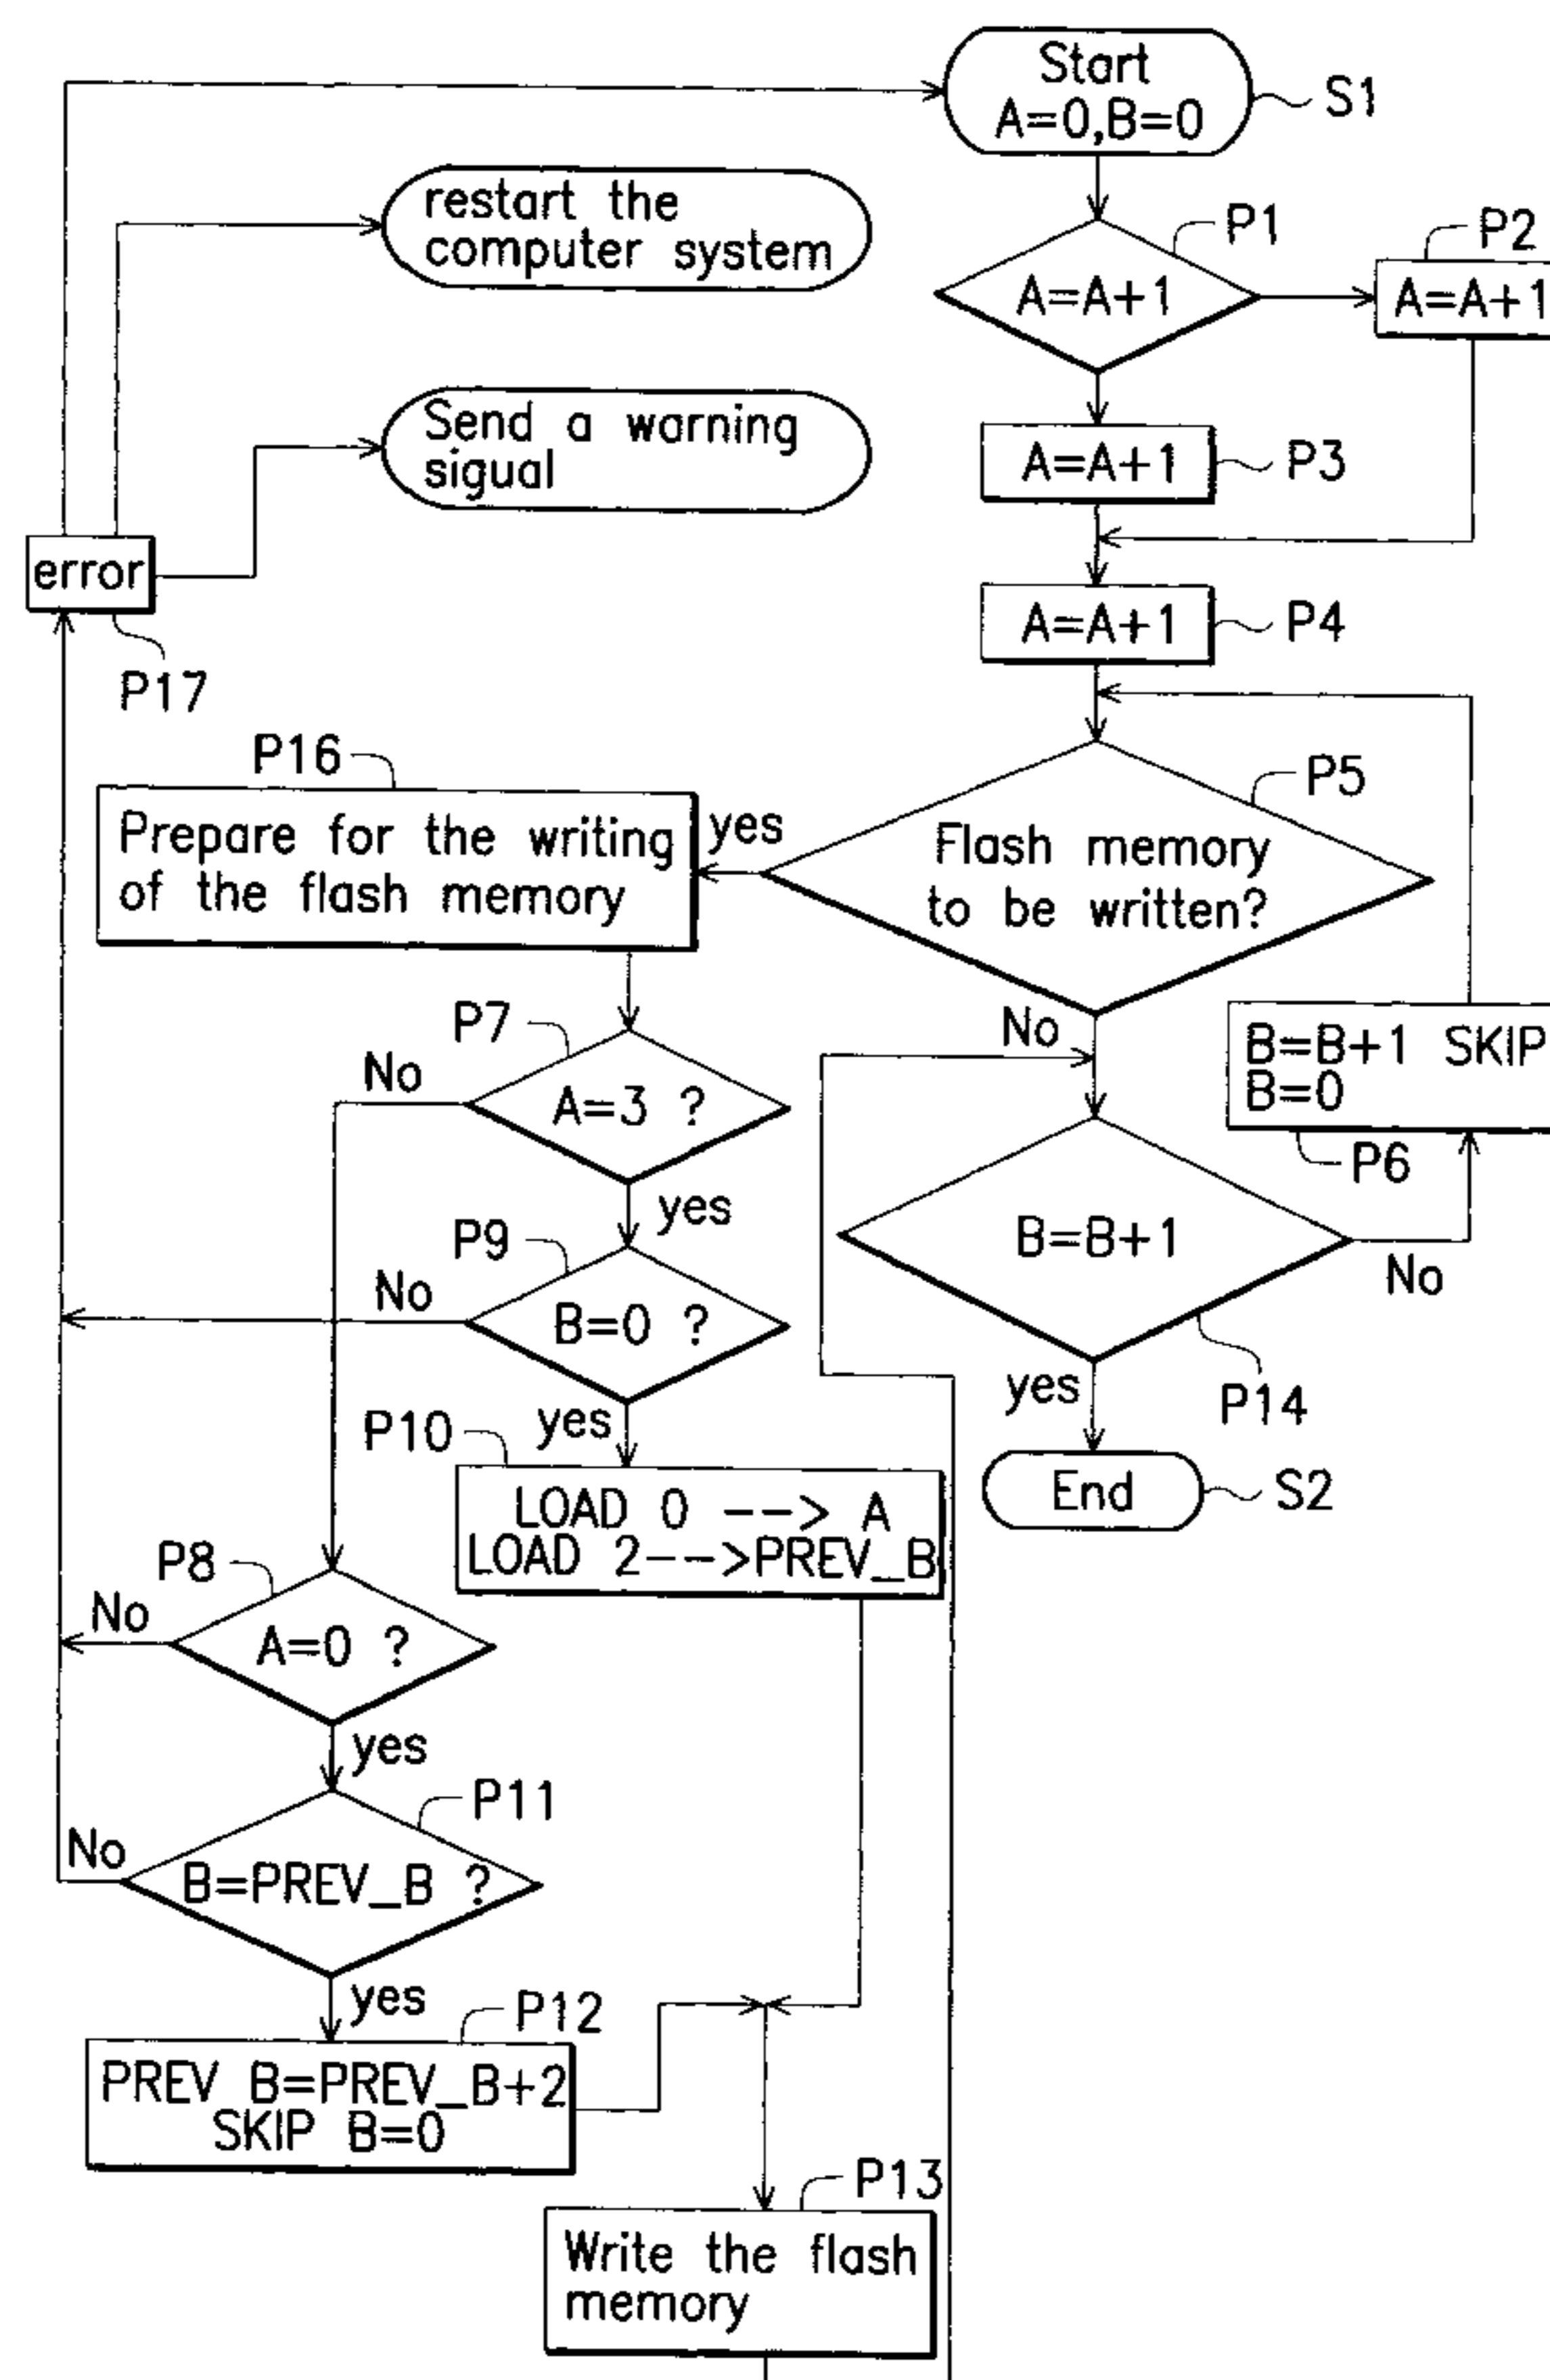 Start
A=0,B=0
S1
restart the
computer system
P1
A=A+1
P2
A=A+1
Send a warning
sigual
A=A+1
P3
error
P17
A=A+1
P4
P16
Prepare for the writing
of the flash memory
yes
P5
Flash memory
to be written?
No
P7
No
A=3 ?
yes
B=B+1 SKIP
B=0
P6
P9
No
B=0 ?
yes
B=B+1
No
P14
yes
P10
LOAD 0 --> A
LOAD 2-->PREV_B
End
S2
P8
No
A=0 ?
yes
P11
No
B=PREV_B ?
yes
P12
PREV B=PREV_B+2
SKIP B=0
P13
Write the flash
memory